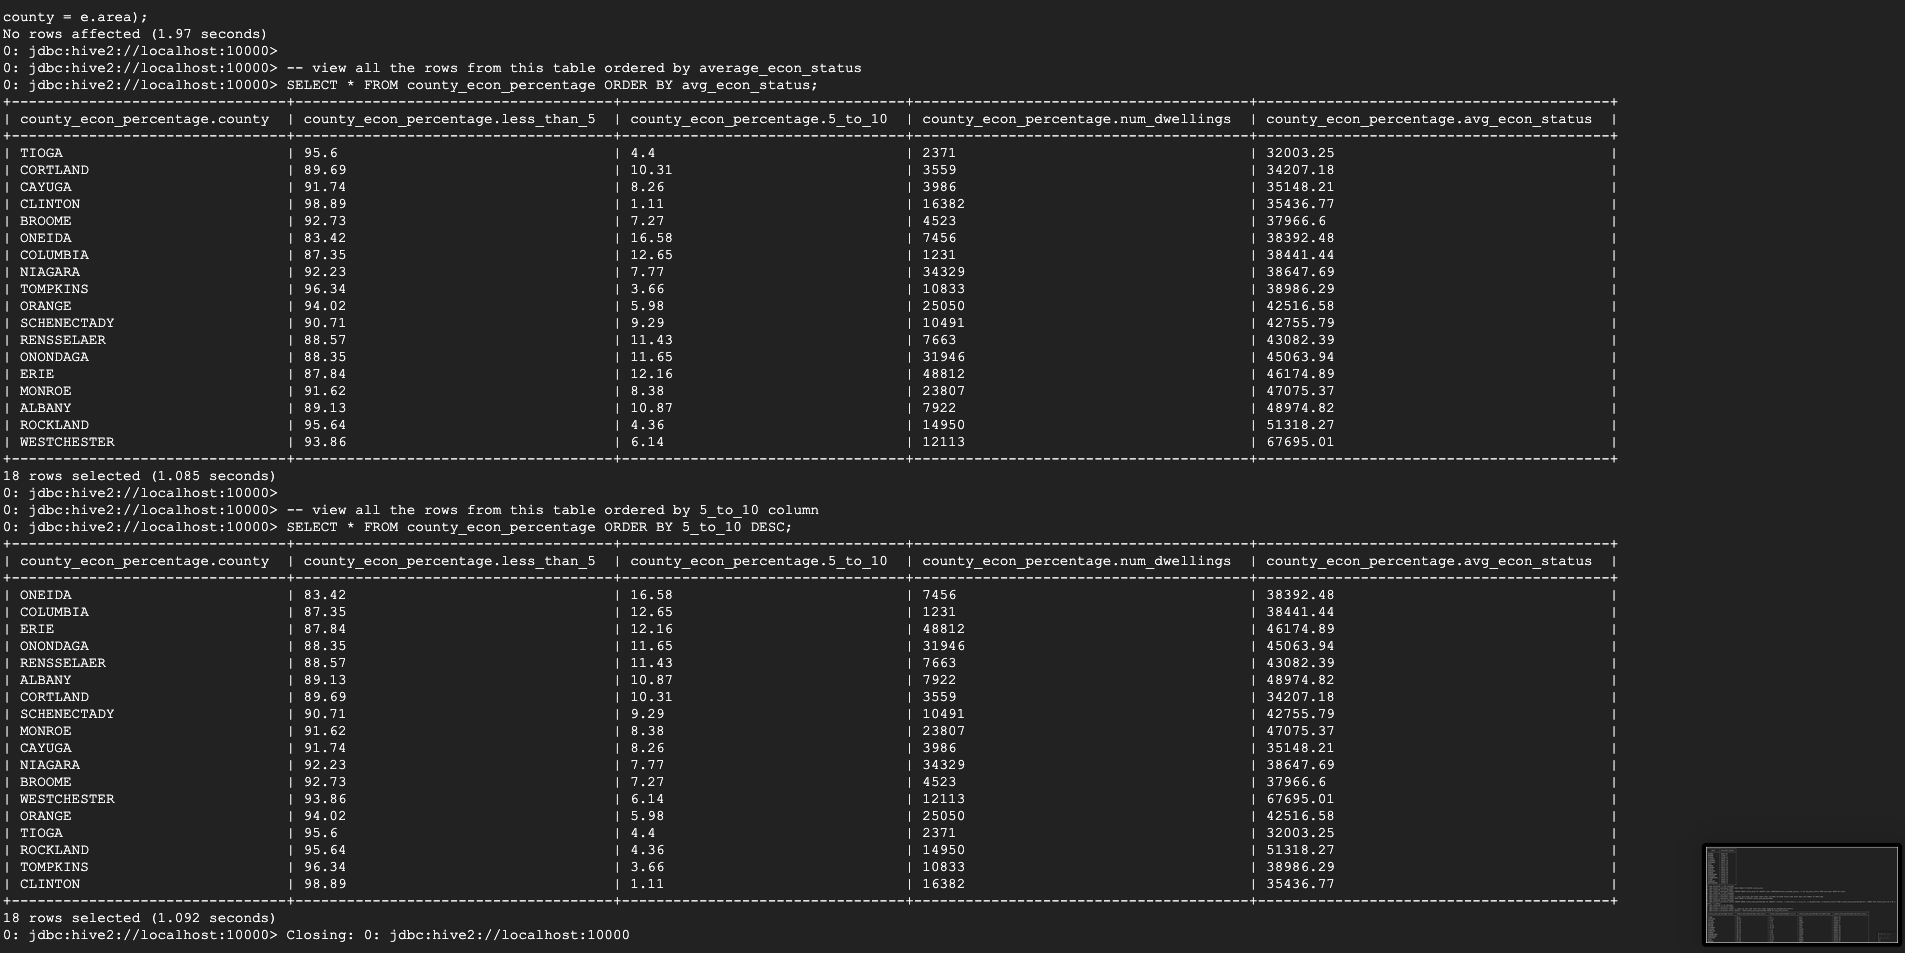 county = e.area);
No rows affected (1.97 seconds)
0: jdbc:hive2://localhost:10000>
0: jdbc:hive2://localhost:10000> -- view all the rows from this table ordered by average_econ_status
0: jdbc:hive2://localhost:10000> SELECT * FROM county_econ_percentage ORDER BY avg_econ_status;
| county_econ_percentage.county | county_econ_percentage.less_than_5 | county_econ_percentage.5_to_10 | county_econ_percentage.num_dwellings | county_econ_percentage.avg_econ_status |
| TIOGA | 95.6 | 4.4 | 2371 | 32003.25 |
| CORTLAND | 89.69 | 10.31 | 3559 | 34207.18 |
| CAYUGA | 91.74 | 8.26 | 3986 | 35148.21 |
| CLINTON | 98.89 | 1.11 | 16382 | 35436.77 |
| BROOME | 92.73 | 7.27 | 4523 | 37966.6 |
| ONEIDA | 83.42 | 16.58 | 7456 | 38392.48 |
| COLUMBIA | 87.35 | 12.65 | 1231 | 38441.44 |
| NIAGARA | 92.23 | 7.77 | 34329 | 38647.69 |
| TOMPKINS | 96.34 | 3.66 | 10833 | 38986.29 |
| ORANGE | 94.02 | 5.98 | 25050 | 42516.58 |
| SCHENECTADY | 90.71 | 9.29 | 10491 | 42755.79 |
| RENSSELAER | 88.57 | 11.43 | 7663 | 43082.39 |
| ONONDAGA | 88.35 | 11.65 | 31946 | 45063.94 |
| ERIE | 87.84 | 12.16 | 48812 | 46174.89 |
| MONROE | 91.62 | 8.38 | 23807 | 47075.37 |
| ALBANY | 89.13 | 10.87 | 7922 | 48974.82 |
| ROCKLAND | 95.64 | 4.36 | 14950 | 51318.27 |
| WESTCHESTER | 93.86 | 6.14 | 12113 | 67695.01 |
18 rows selected (1.085 seconds)
0: jdbc:hive2://localhost:10000>
0: jdbc:hive2://localhost:10000> -- view all the rows from this table ordered by 5_to_10 column
0: jdbc:hive2://localhost:10000> SELECT * FROM county_econ_percentage ORDER BY 5_to_10 DESC;
| county_econ_percentage.county | county_econ_percentage.less_than_5 | county_econ_percentage.5_to_10 | county_econ_percentage.num_dwellings | county_econ_percentage.avg_econ_status |
| ONEIDA | 83.42 | 16.58 | 7456 | 38392.48 |
| COLUMBIA | 87.35 | 12.65 | 1231 | 38441.44 |
| ERIE | 87.84 | 12.16 | 48812 | 46174.89 |
| ONONDAGA | 88.35 | 11.65 | 31946 | 45063.94 |
| RENSSELAER | 88.57 | 11.43 | 7663 | 43082.39 |
| ALBANY | 89.13 | 10.87 | 7922 | 48974.82 |
| CORTLAND | 89.69 | 10.31 | 3559 | 34207.18 |
| SCHENECTADY | 90.71 | 9.29 | 10491 | 42755.79 |
| MONROE | 91.62 | 8.38 | 23807 | 47075.37 |
| CAYUGA | 91.74 | 8.26 | 3986 | 35148.21 |
| NIAGARA | 92.23 | 7.77 | 34329 | 38647.69 |
| BROOME | 92.73 | 7.27 | 4523 | 37966.6 |
| WESTCHESTER | 93.86 | 6.14 | 12113 | 67695.01 |
| ORANGE | 94.02 | 5.98 | 25050 | 42516.58 |
| TIOGA | 95.6 | 4.4 | 2371 | 32003.25 |
| ROCKLAND | 95.64 | 4.36 | 14950 | 51318.27 |
| TOMPKINS | 96.34 | 3.66 | 10833 | 38986.29 |
| CLINTON | 98.89 | 1.11 | 16382 | 35436.77 |
18 rows selected (1.092 seconds)
0: jdbc:hive2://localhost:10000> Closing: 0: jdbc:hive2://localhost:10000